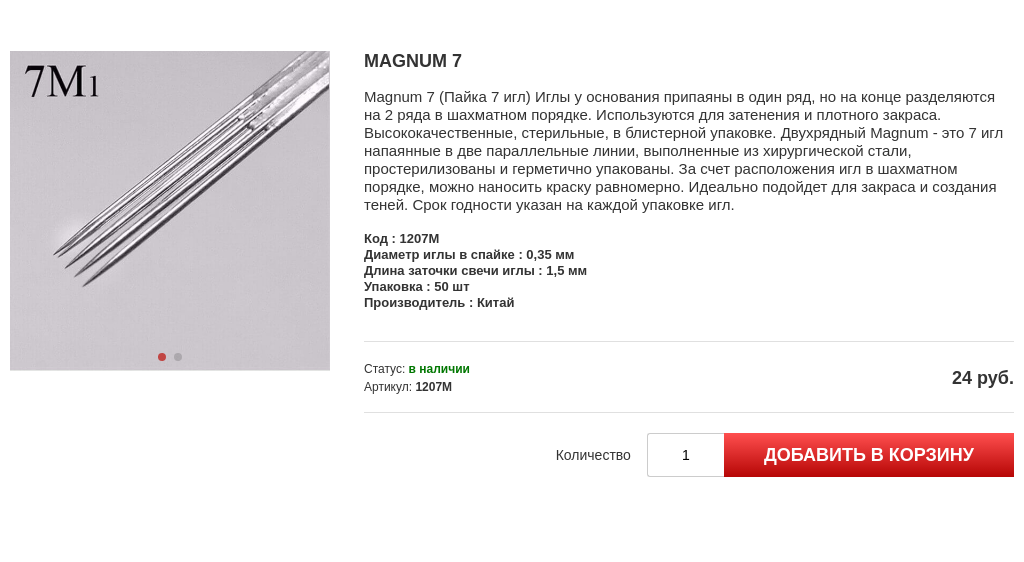 7M1
MAGNUM 7
Magnum 7 (Пайка 7 игл) Иглы у основания припаяны в один ряд, но на конце разделяются
на 2 ряда в шахматном порядке. Используются для затенения и плотного закраса.
Высококачественные, стерильные, в блистерной упаковке. Двухрядный Magnum - это 7 игл
напаянные в две параллельные линии, выполненные из хирургической стали,
простерилизованы и герметично упакованы. За счет расположения игл в шахматном
порядке, можно наносить краску равномерно. Идеально подойдет для закраса и создания
теней. Срок годности указан на каждой упаковке игл.
Код : 1207M
Диаметр иглы в спайке : 0,35 мм
Длина заточки свечи иглы : 1,5 мм
Упаковка : 50 шт
Производитель : Китай
Статус: в наличии
Артикул: 1207M
24 руб.
Количество
1
ДОБАВИТЬ В КОРЗИНУ